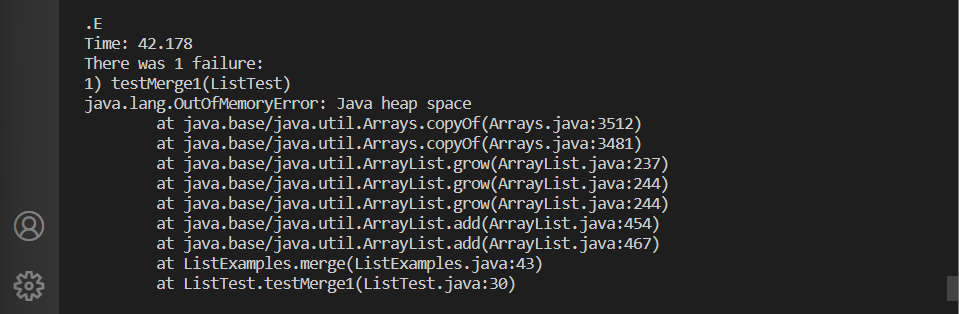 .E
Time: 42.178
There was 1 failure:
1) testMerge1(ListTest)
java.lang.OutOfMemoryError: Java heap space
at java.base/java.util.Arrays.copyOf(Arrays.java:3512)
at java.base/java.util.Arrays.copyOf(Arrays.java:3481)
at java.base/java.util.ArrayList.grow(ArrayList.java:237)
at java.base/java.util.ArrayList.grow(ArrayList.java:244)
at java.base/java.util.ArrayList.grow(ArrayList.java:244)
at java.base/java.util.ArrayList.add(ArrayList.java:454)
at java.base/java.util.ArrayList.add(ArrayList.java:467)
at ListExamples.merge(ListExamples.java:43)
at ListTest.testMerge1(ListTest.java:30)